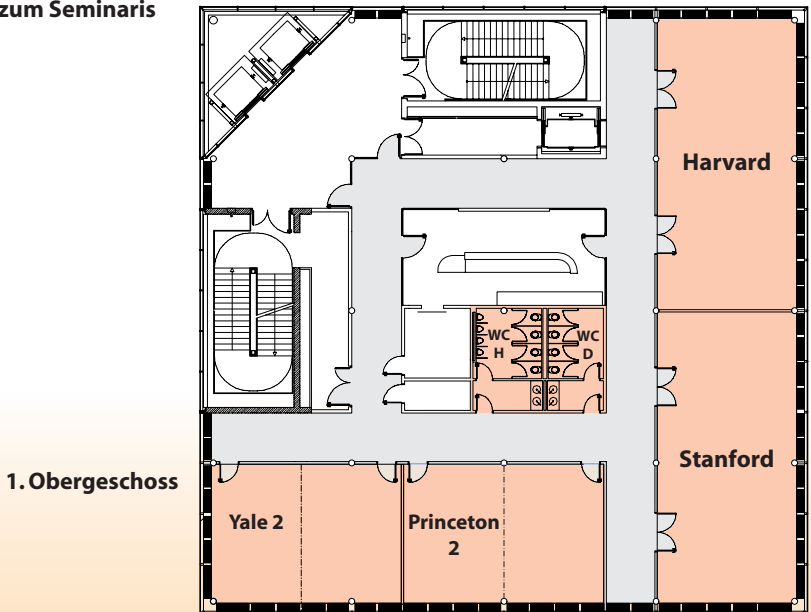 zum Seminaris
Harvard
WC
H
WC
D
Stanford
1. Obergeschoss
Yale 2
Princeton
2